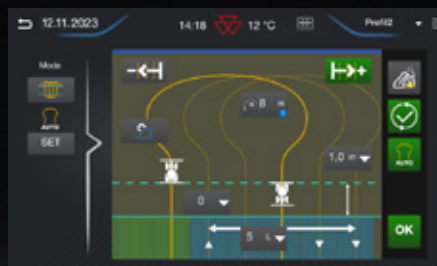 12.11.2023
14:18
12 °C
Profil2
Mode
AUTO
SET
8 m
1,0 m
0
5 L
AUTO
OK